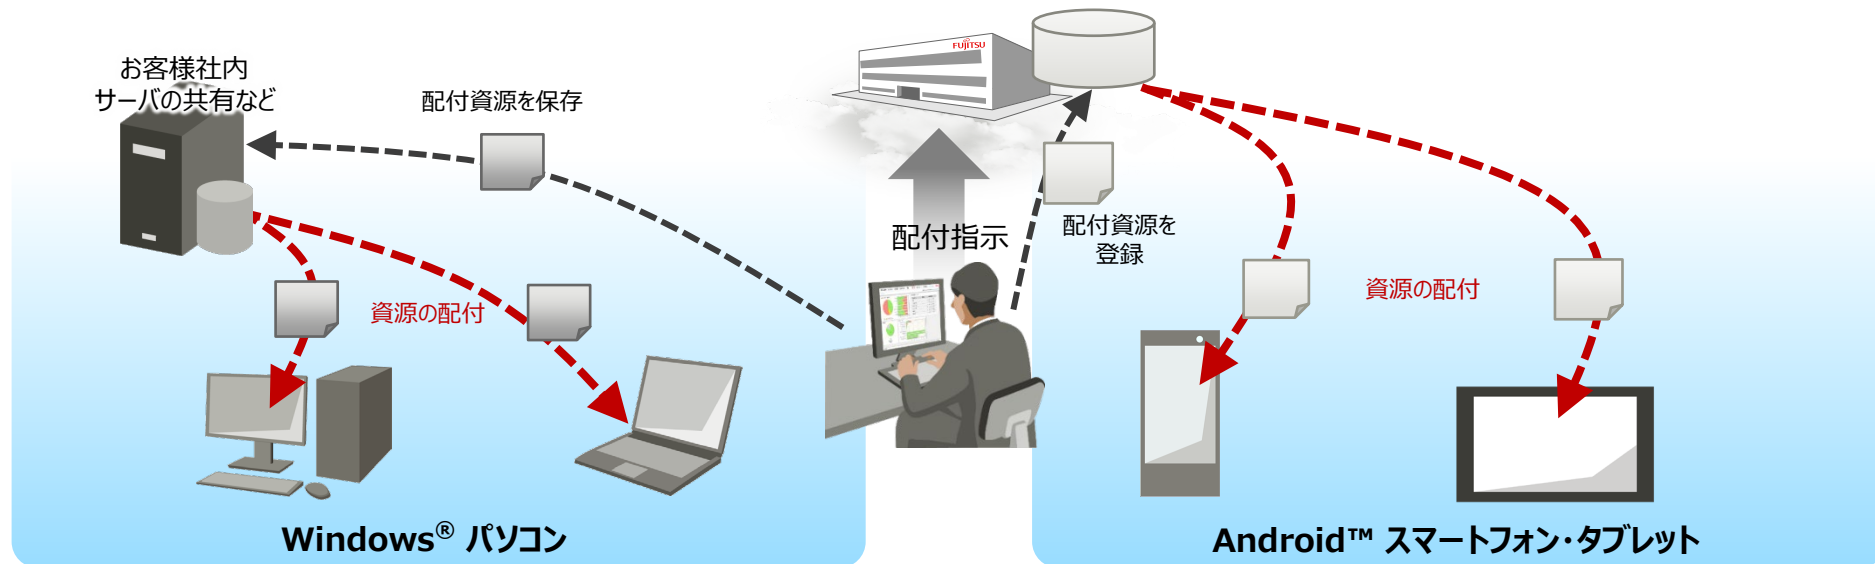 お客様社内
サーバの共有など
配付資源を保存
FUJITSU
配付指示
配付資源を
登録
資源の配付
資源の配付
Windows® パソコン
Android™ スマートフォン・タブレット